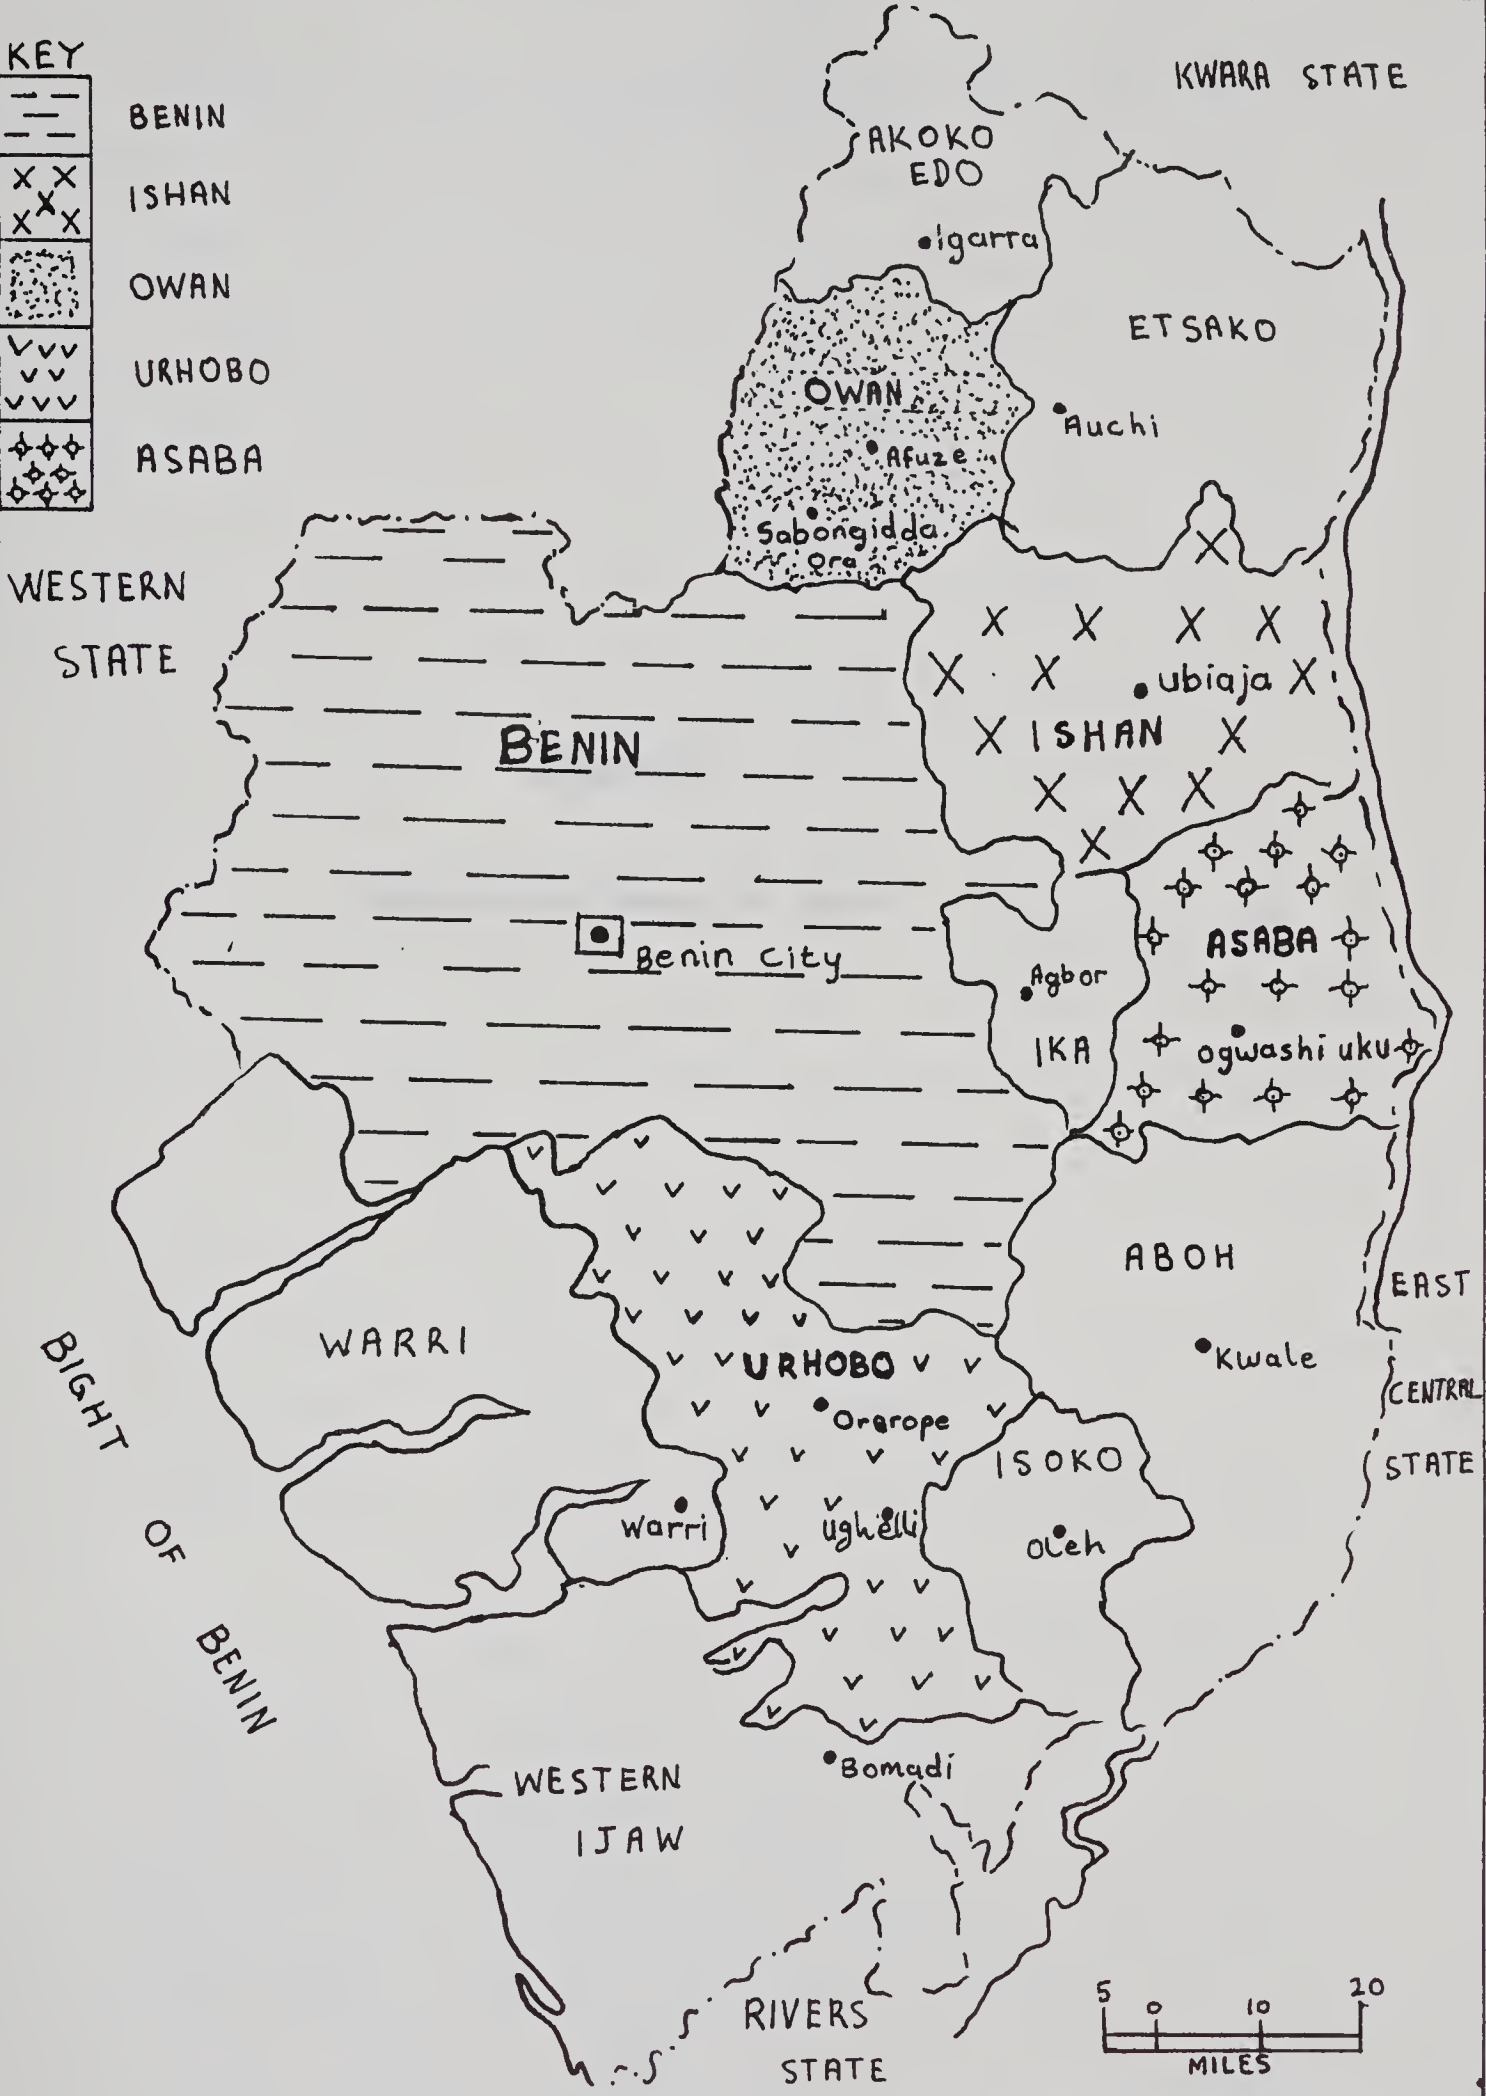 KEY
BENIN
ISHAN
OWAN
URHOBO
ASABA
KWARA STATE
AKOKO
EDO
Igarra
ETSAKO
OWAN
Auchi
Afuze
Sabongidda
Ora
WESTERN
STATE
Ubiaja
ISHAN
BENIN
Benin City
ASABA
Agbor
IKA
Ogwashi uku
ABOH
EAST
CENTRAL
STATE
WARRI
Kwale
URHOBO
Ororope
ISOKO
Warri
Ughelli
Oleh
BIGHT
OF
BENIN
Bomadi
WESTERN
IJAW
RIVERS
STATE
5 0 10 20
MILES